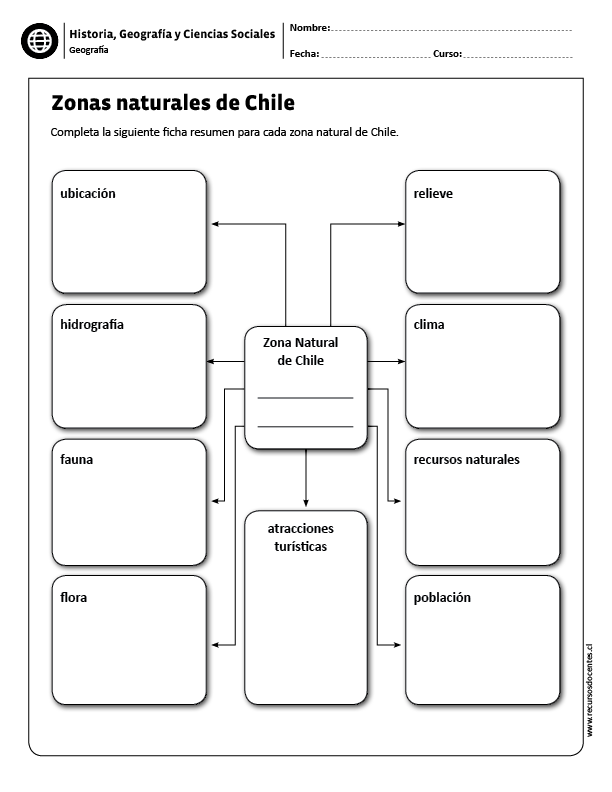 Historia, Geografía y Ciencias Sociales
Geografía
Nombre:
Fecha:
Curso:
Zonas naturales de Chile
Completa la siguiente ficha resumen para cada zona natural de Chile.
ubicación
relieve
hidrografía
Zona Natural
de Chile
clima
fauna
recursos naturales
atracciones
turísticas
flora
población
www.recursosdocentes.cl